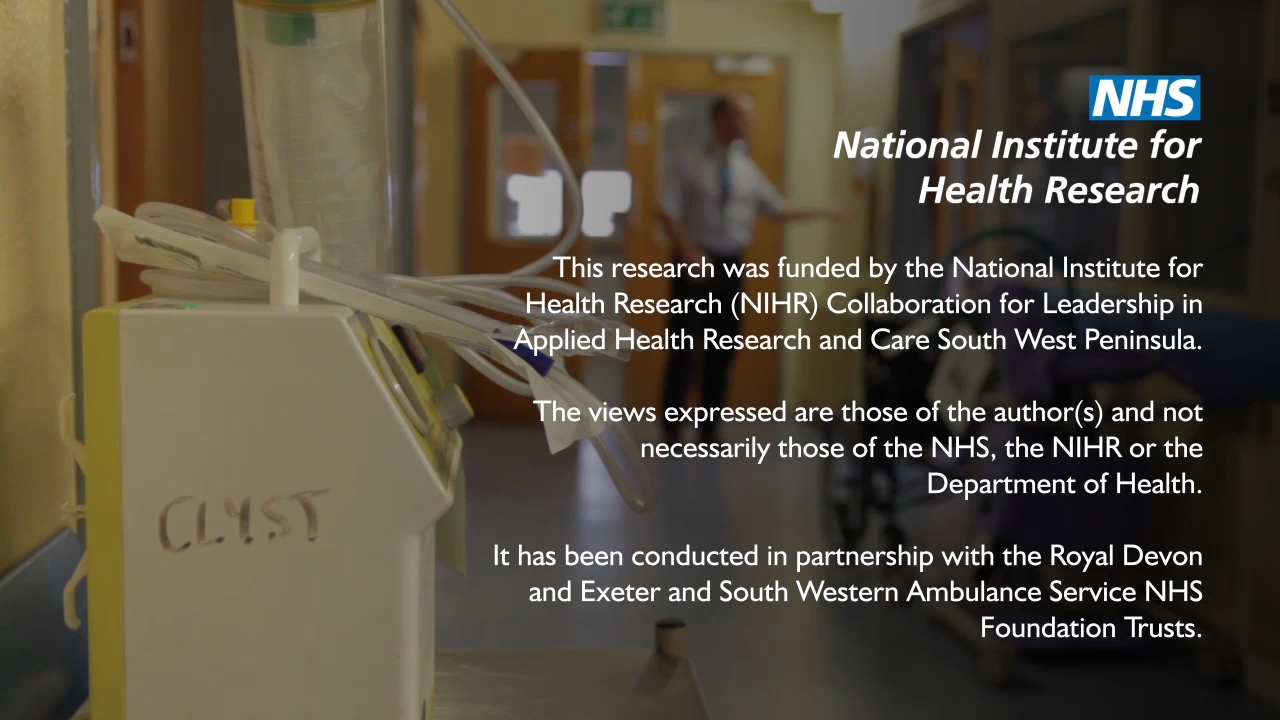 NHS
National Institute for
Health Research
This research was funded by the National Institute for
Health Research (NIHR) Collaboration for Leadership in
Applied Health Research and Care South West Peninsula.
The views expressed are those of the author(s) and not
necessarily those of the NHS, the NIHR or the
Department of Health.
It has been conducted in partnership with the Royal Devon
and Exeter and South Western Ambulance Service NHS
Foundation Trusts.
CLYST